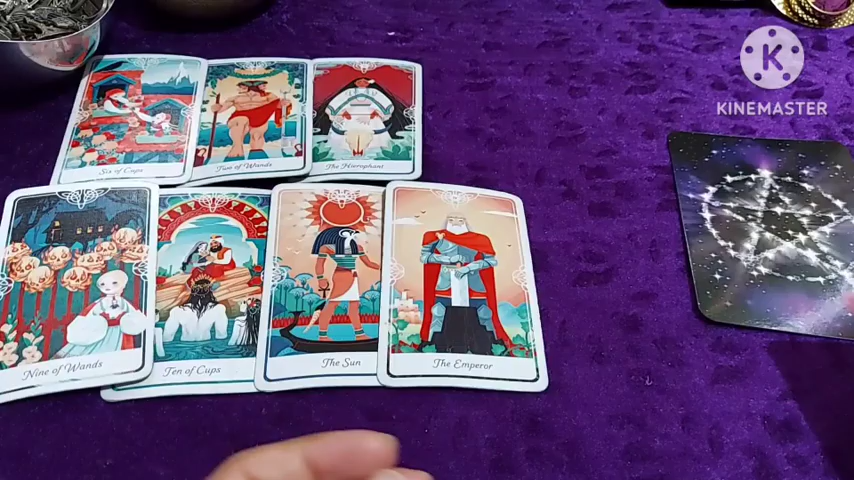 K
KINEMASTER
Six of Cups
Two of Wands
The Hierophant
Nine of Wands
Ten of Cups
The Sun
The Emperor